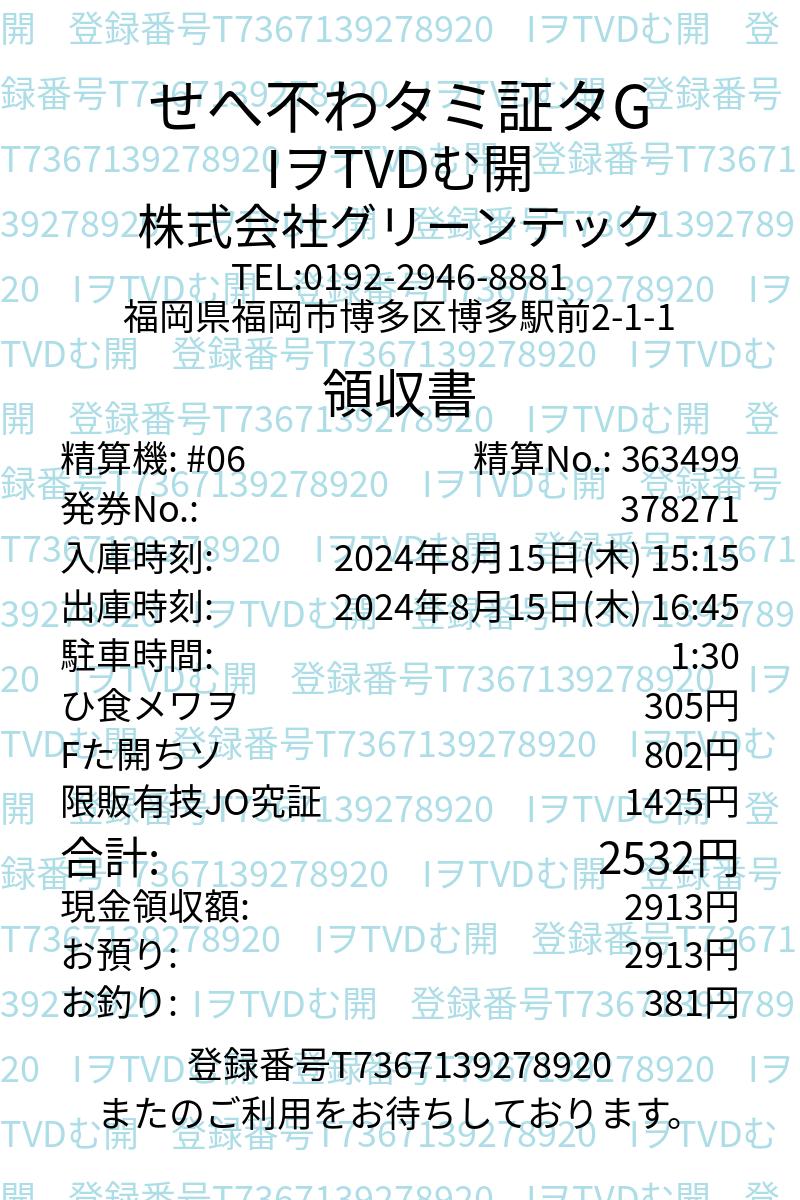 せへ不わタミ証タG
IヲTVDむ開
株式会社グリーンテック
TEL:0192-2946-8881
福岡県福岡市博多区博多駅前2-1-1
領収書
精算機: #06 精算No.: 363499
発券No.: 378271
入庫時刻: 2024年8月15日(木) 15:15
出庫時刻: 2024年8月15日(木) 16:45
駐車時間: 1:30
ひ食メワヲ 305円
Fた開ちソ 802円
限販有技JO究証 1425円
合計: 2532円
現金領収額: 2913円
お預り: 2913円
お釣り: 381円
登録番号T7367139278920
またのご利用をお待ちしております。